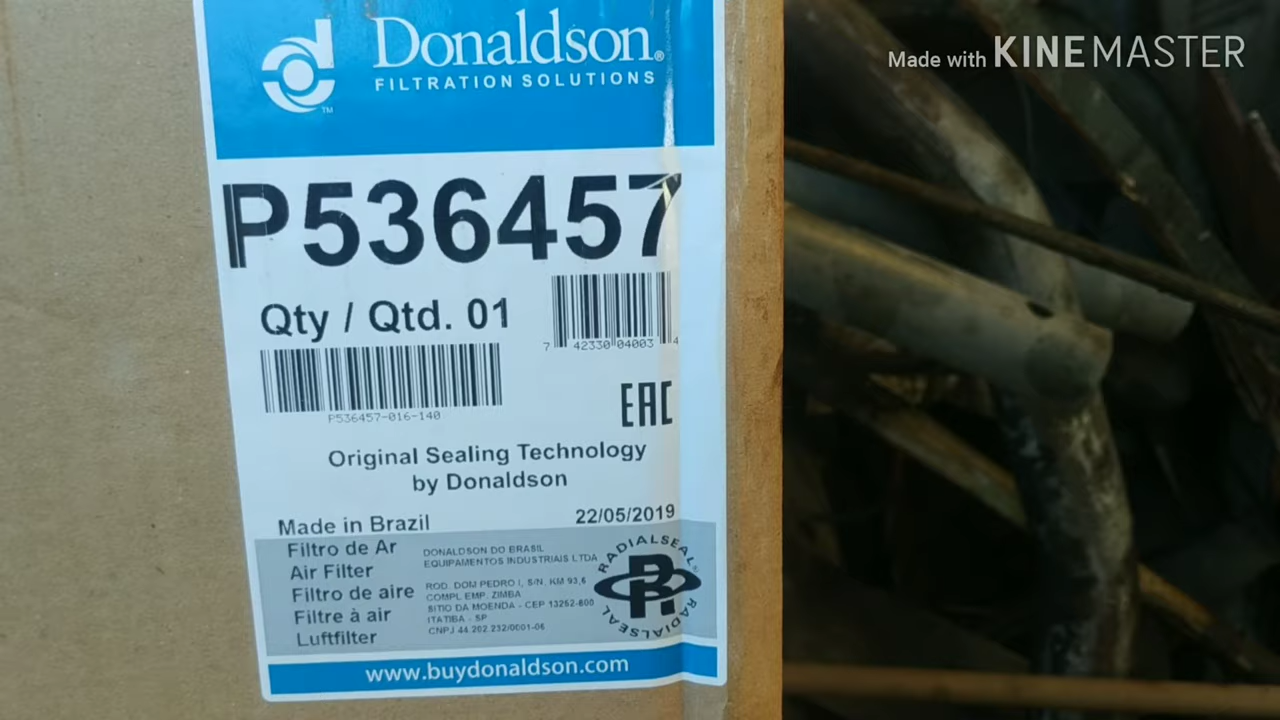 Made with KINEMASTER
Donaldson®
FILTRATION SOLUTIONS
TM
P536457
Qty / Qtd. 01
7 42330 04003 4
P536457-016-140
EAC
Original Sealing Technology
by Donaldson
Made in Brazil
22/05/2019
Filtro de Ar
Air Filter
Filtro de aire
Filtre à air
Luftfilter
DONALDSON DO BRASIL
EQUIPAMENTOS INDUSTRIAIS LTDA
ROD. DOM PEDRO I, S/N, KM 93,6
COMPL EMP. ZIMBA
SITIO DA MOENDA - CEP 13252-800
ITATIBA - SP
CNPJ 44.202.232/0001-06
RADIALSEAL®
RADIALSEAL
www.buydonaldson.com